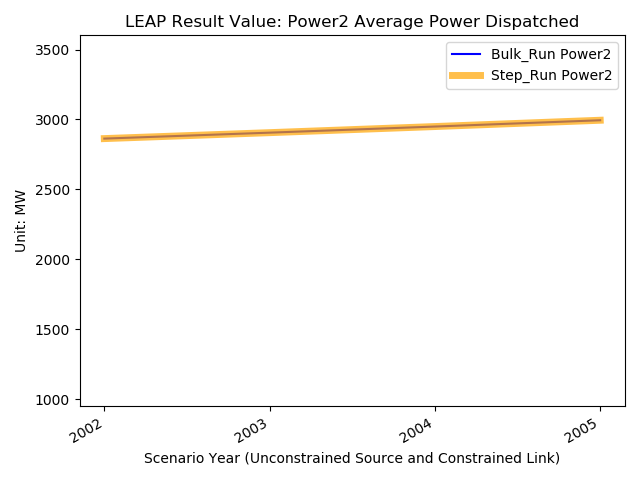 LEAP Result Value: Power2 Average Power Dispatched
Bulk_Run Power2
Step_Run Power2
Unit: MW
3500
3000
2500
2000
1500
1000
2002
2003
2004
2005
Scenario Year (Unconstrained Source and Constrained Link)